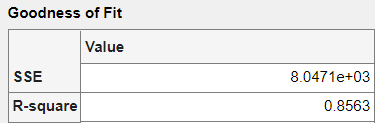 Goodness of Fit
Value
SSE 8.0471e+03
R-square 0.8563